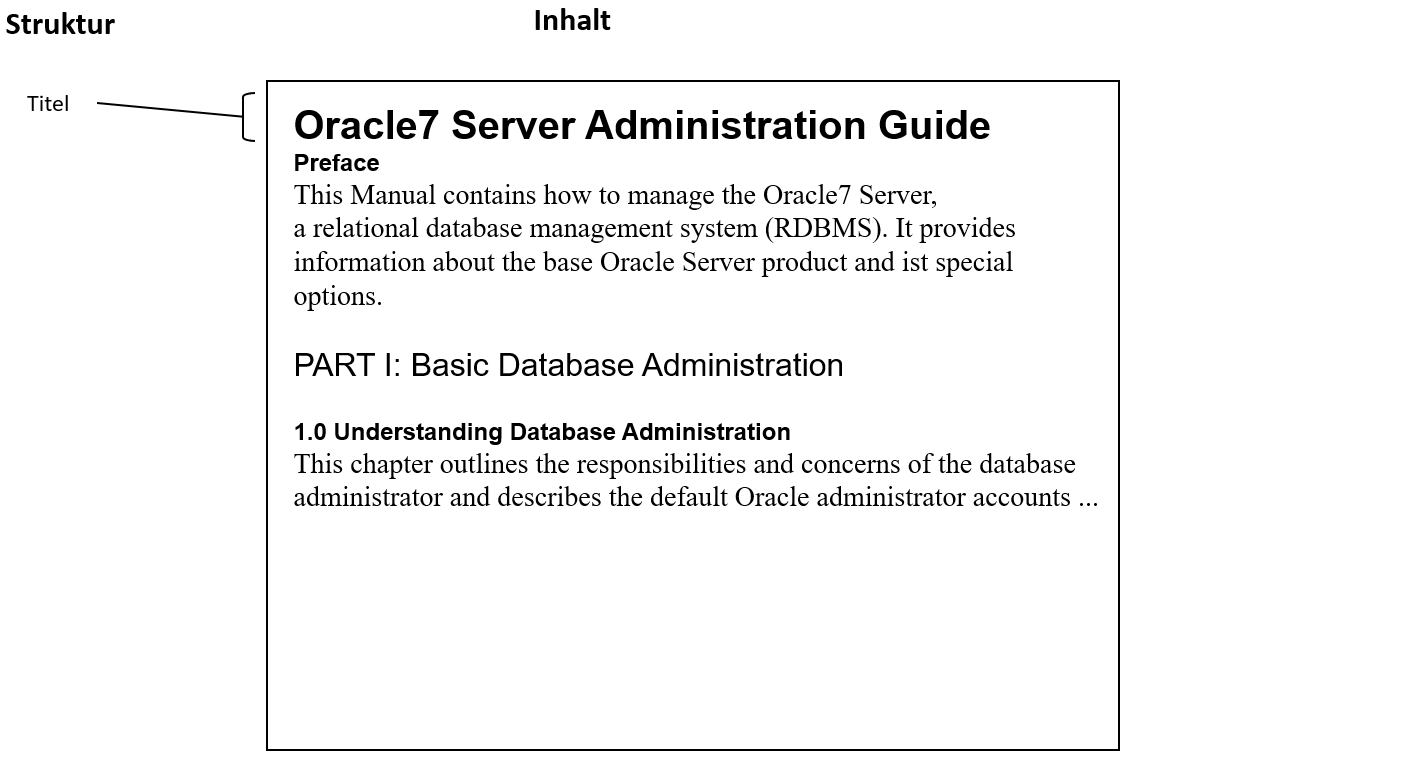 Struktur
Inhalt
Titel
Oracle7 Server Administration Guide
Preface
This Manual contains how to manage the Oracle7 Server,
a relational database management system (RDBMS). It provides
information about the base Oracle Server product and ist special
options.
PART I: Basic Database Administration
1.0 Understanding Database Administration
This chapter outlines the responsibilities and concerns of the database
administrator and describes the default Oracle administrator accounts ...